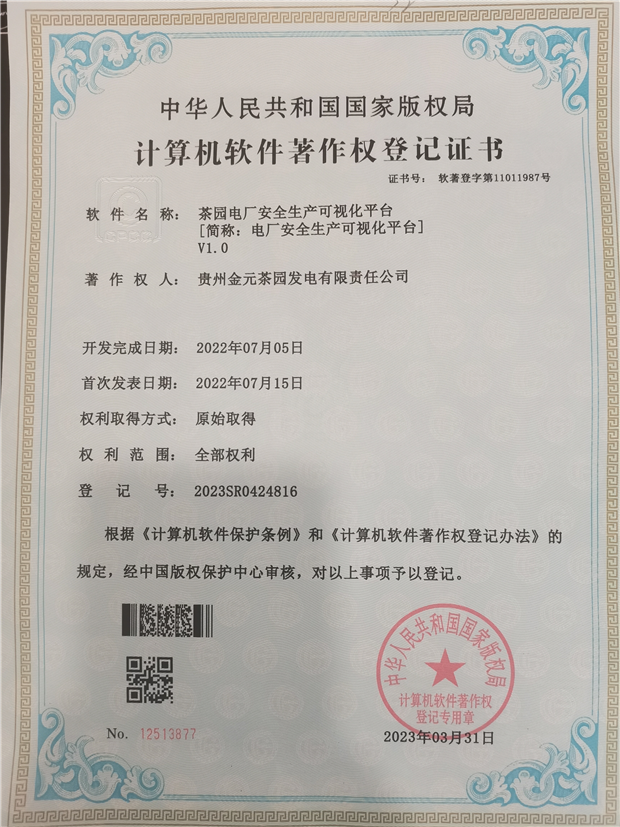 中华人民共和国国家版权局
计算机软件著作权登记证书
证书号： 软著登字第11011987号
软件名称： 茶园电厂安全生产可视化平台
[简称：电厂安全生产可视化平台]
V1.0
著作权人： 贵州金元茶园发电有限责任公司
开发完成日期： 2022年07月05日
首次发表日期： 2022年07月15日
权利取得方式： 原始取得
权利范围： 全部权利
登记号： 2023SR0424816
根据《计算机软件保护条例》和《计算机软件著作权登记办法》的
规定，经中国版权保护中心审核，对以上事项予以登记。
中华人民共和国国家版权局
计算机软件著作权
登记专用章
No. 12513877
2023年03月31日